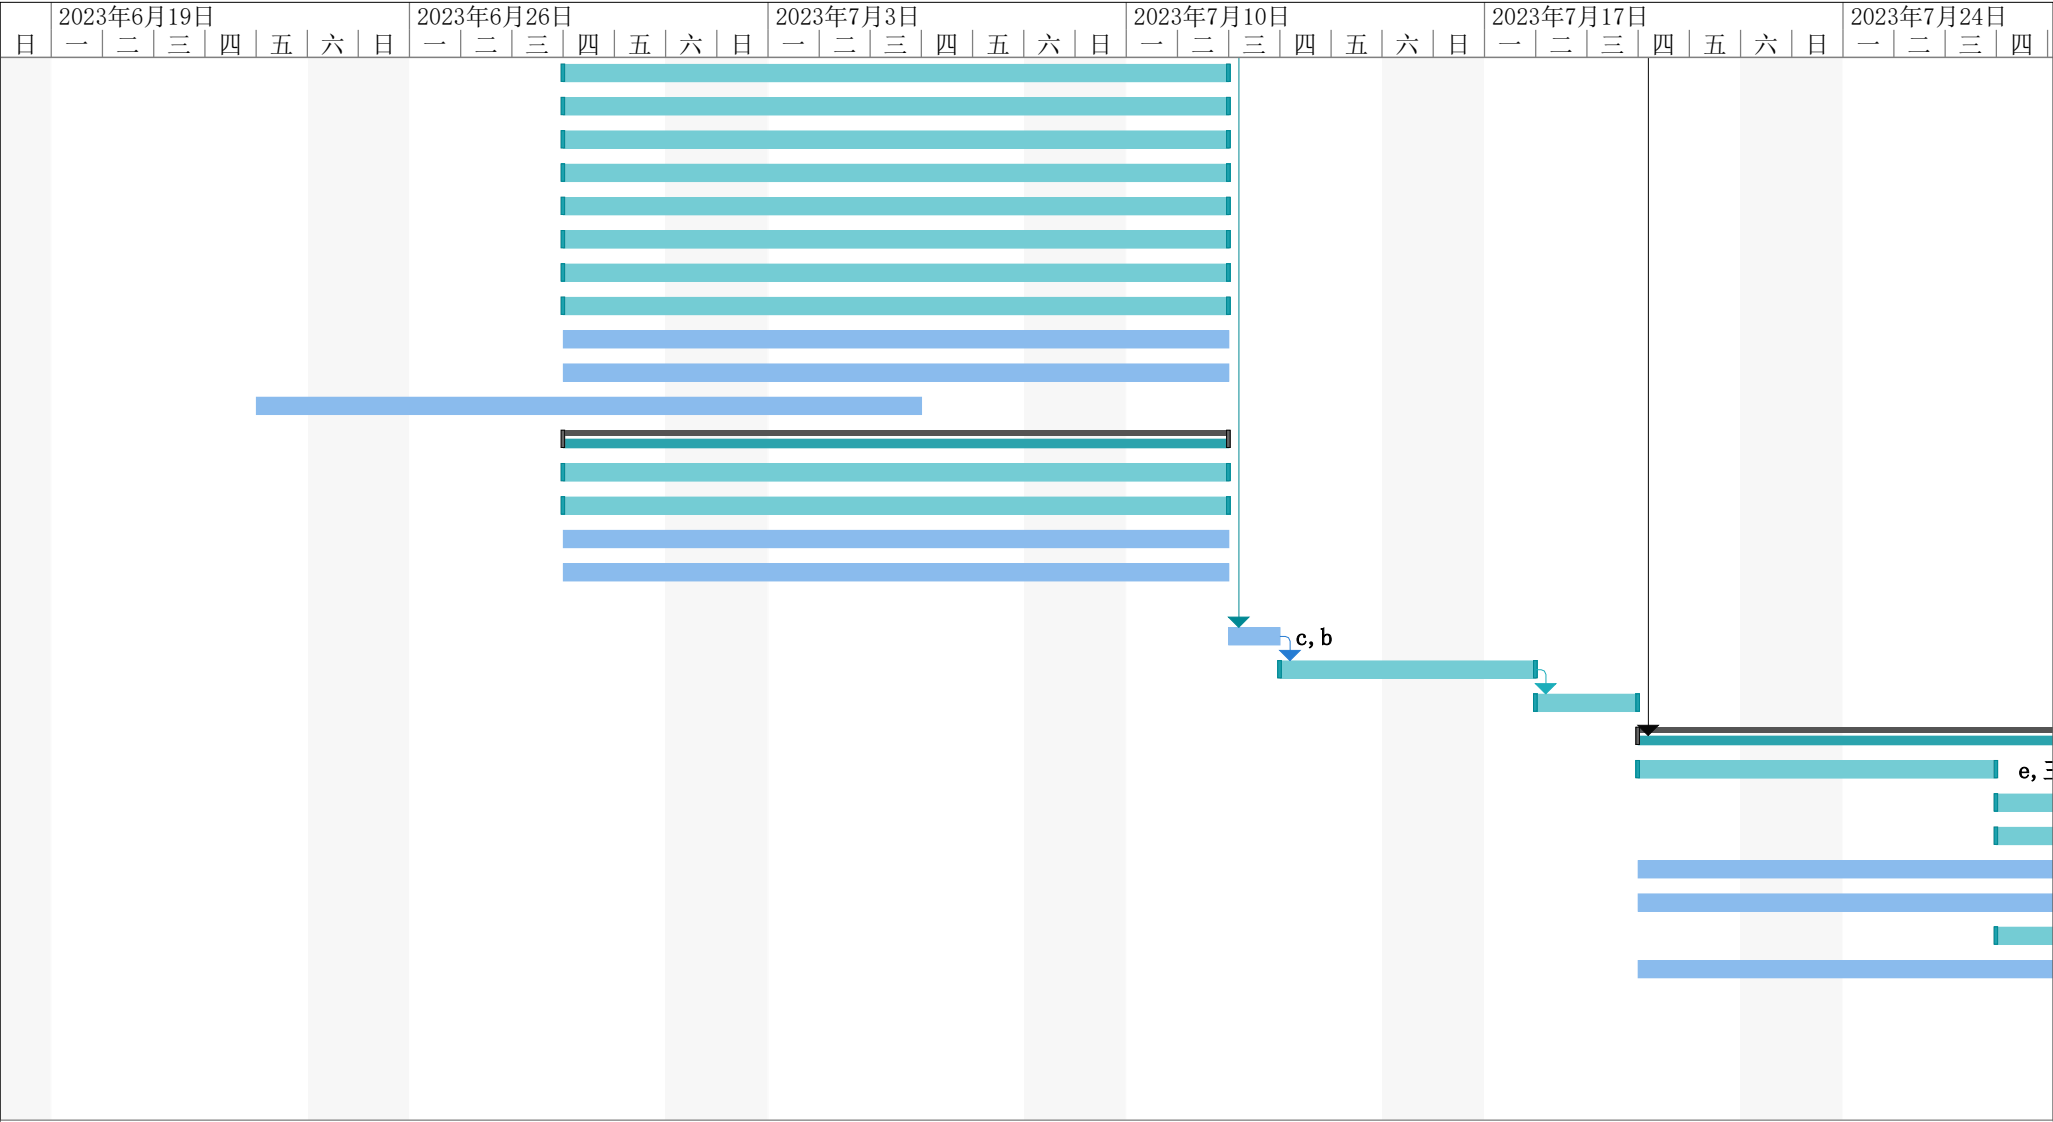 2023年6月19日 2023年6月26日 2023年7月3日 2023年7月10日 2023年7月17日 2023年7月24日
日 一 二 三 四 五 六 日 一 二 三 四 五 六 日 一 二 三 四 五 六 日 一 二 三 四 五 六 日 一 二 三 四 五 六 日 一 二 三 四
c, b
e,